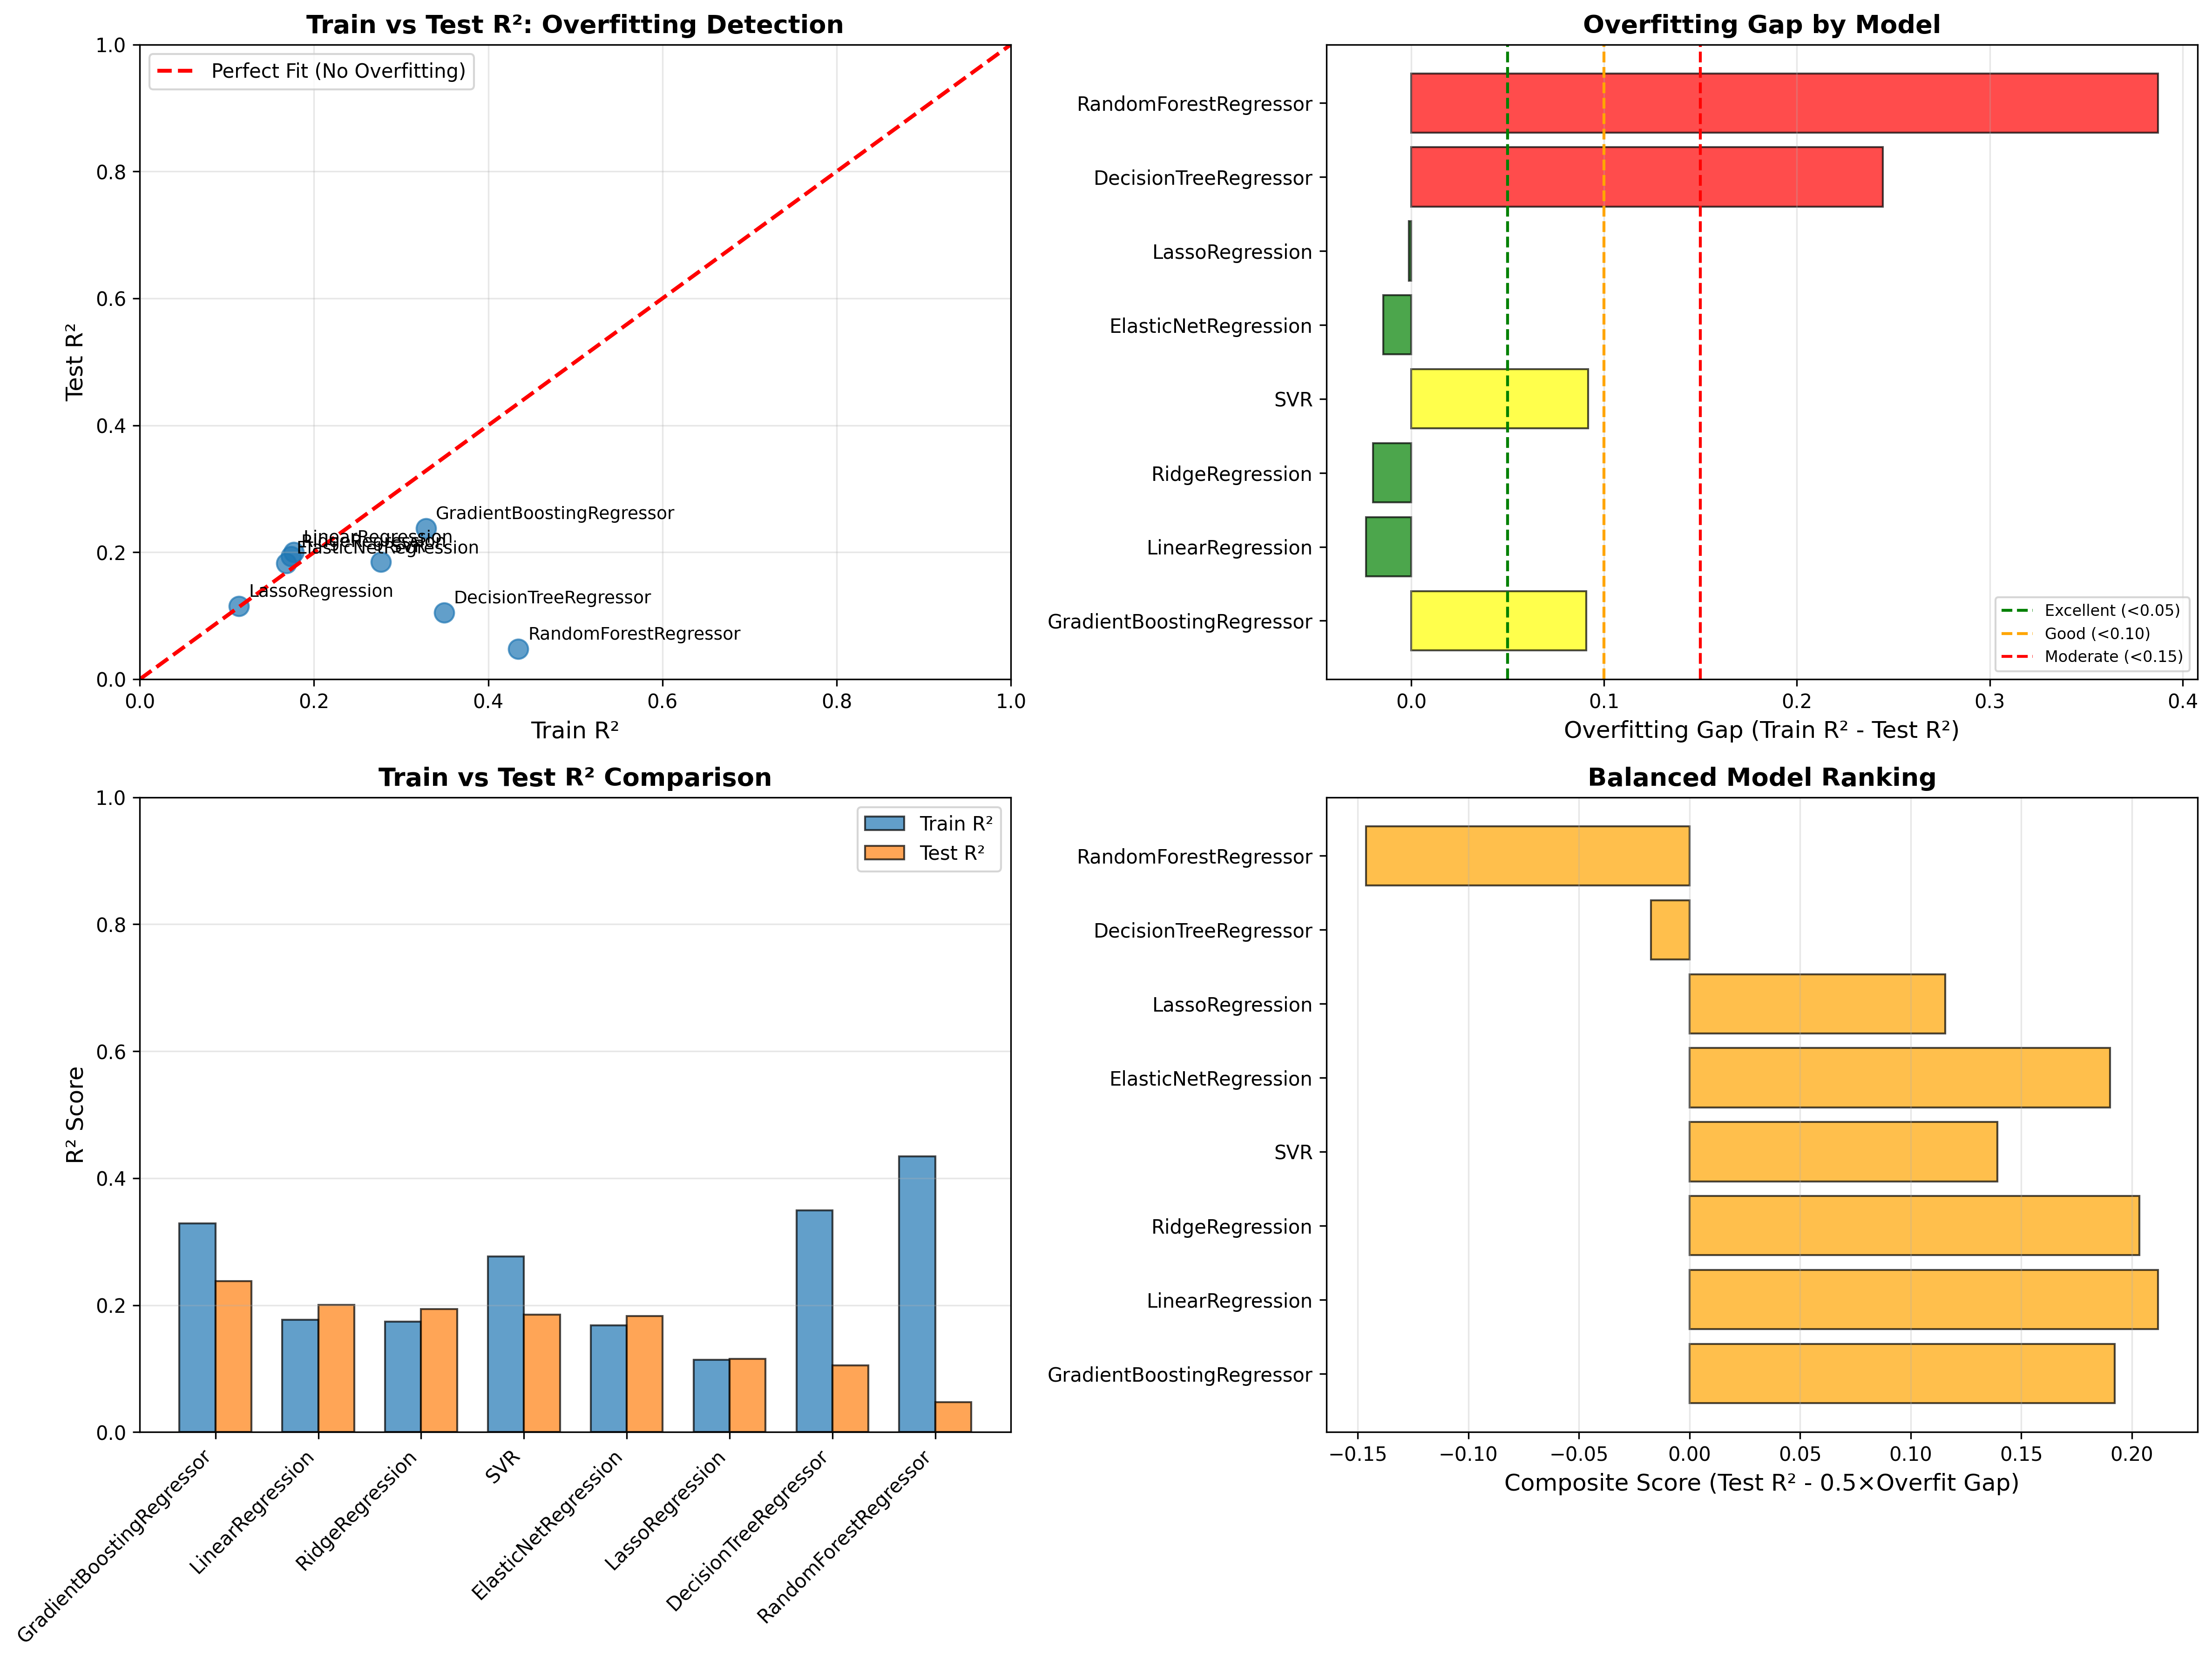 Train vs Test R²: Overfitting Detection
Perfect Fit (No Overfitting)
1.0
0.8
0.6
0.4
0.2
0.0
Test R²
GradientBoostingRegressor
LinearRegression
RidgeRegression
SVR
ElasticNetRegression
LassoRegression
DecisionTreeRegressor
RandomForestRegressor
0.0 0.2 0.4 0.6 0.8 1.0
Train R²
Overfitting Gap by Model
RandomForestRegressor
DecisionTreeRegressor
LassoRegression
ElasticNetRegression
SVR
RidgeRegression
LinearRegression
GradientBoostingRegressor
Excellent (<0.05)
Good (<0.10)
Moderate (<0.15)
0.0 0.1 0.2 0.3 0.4
Overfitting Gap (Train R² - Test R²)
Train vs Test R² Comparison
Train R²
Test R²
1.0
0.8
0.6
0.4
0.2
0.0
R² Score
GradientBoostingRegressor
LinearRegression
RidgeRegression
SVR
ElasticNetRegression
LassoRegression
DecisionTreeRegressor
RandomForestRegressor
Balanced Model Ranking
RandomForestRegressor
DecisionTreeRegressor
LassoRegression
ElasticNetRegression
SVR
RidgeRegression
LinearRegression
GradientBoostingRegressor
−0.15 −0.10 −0.05 0.00 0.05 0.10 0.15 0.20
Composite Score (Test R² - 0.5×Overfit Gap)